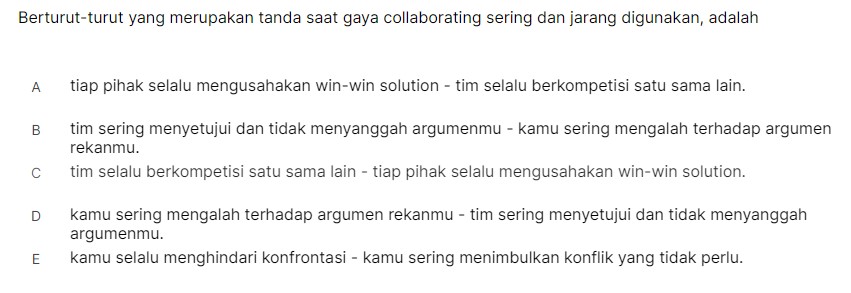 Berturut-turut yang merupakan tanda saat gaya collaborating sering dan jarang digunakan, adalah
A tiap pihak selalu mengusahakan win-win solution - tim selalu berkompetisi satu sama lain.
B tim sering menyetujui dan tidak menyanggah argumenmu - kamu sering mengalah terhadap argumen
rekanmu.
C tim selalu berkompetisi satu sama lain - tiap pihak selalu mengusahakan win-win solution.
D kamu sering mengalah terhadap argumen rekanmu - tim sering menyetujui dan tidak menyanggah
argumenmu.
E kamu selalu menghindari konfrontasi - kamu sering menimbulkan konflik yang tidak perlu.